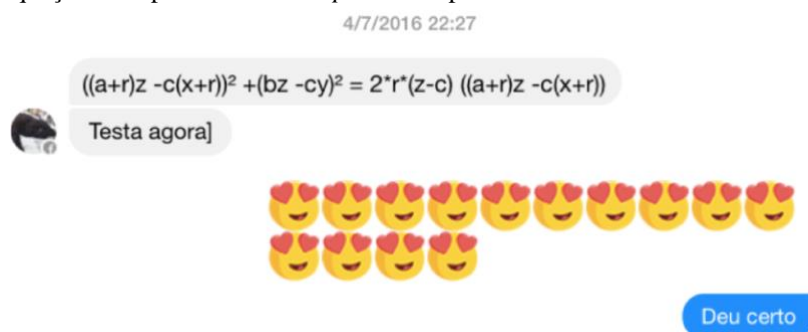 4/7/2016 22:27
((a+r)z -c(x+r))² +(bz -cy)² = 2*r*(z-c) ((a+r)z -c(x+r))
Testa agora]
Deu certo